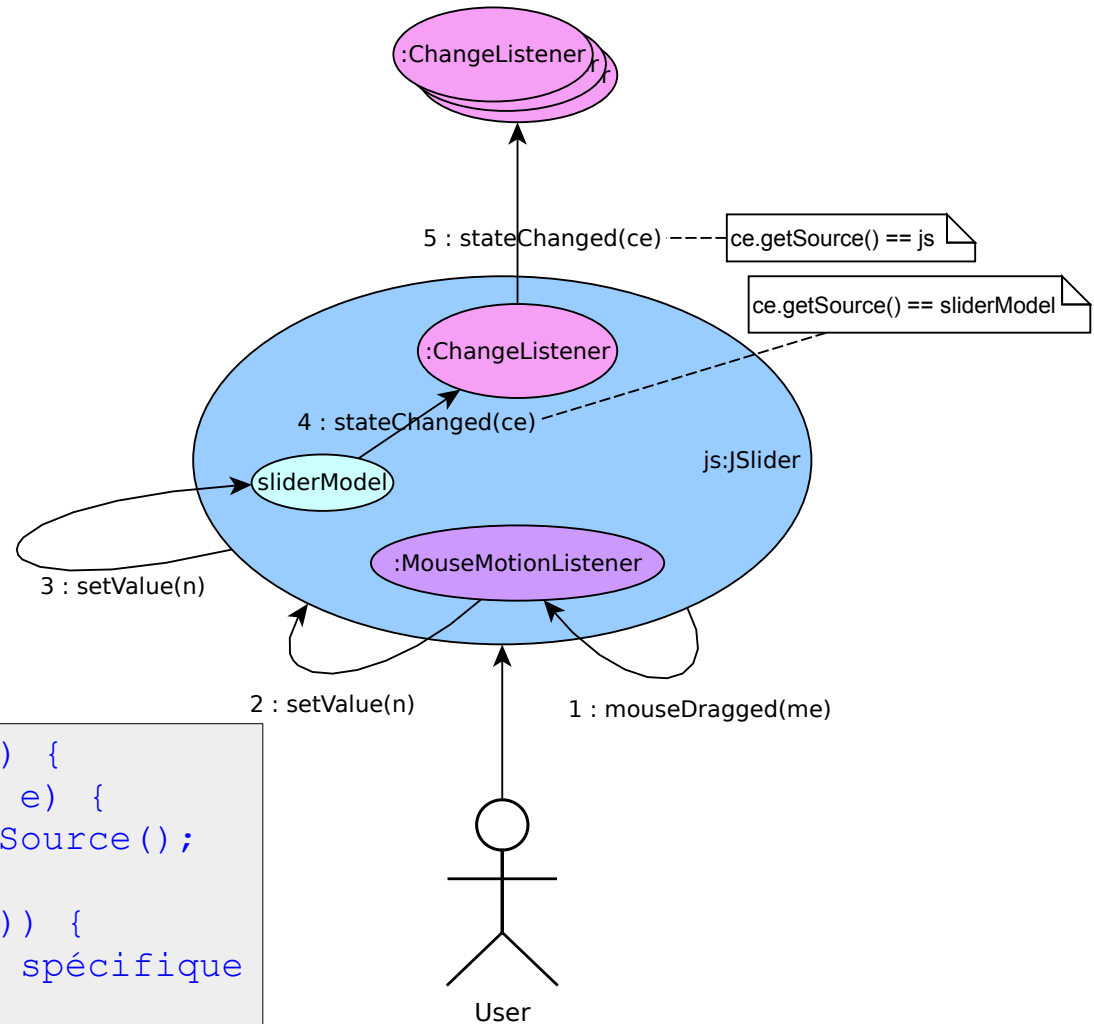 :ChangeListener
r
r
5 : stateChanged(ce)
ce.getSource() == js
ce.getSource() == sliderModel
:ChangeListener
4 : stateChanged(ce)
js:JSlider
sliderModel
:MouseMotionListener
3 : setValue(n)
2 : setValue(n)
1 : mouseDragged(me)
) {
e) {
Source();
)) {
spécifique
User